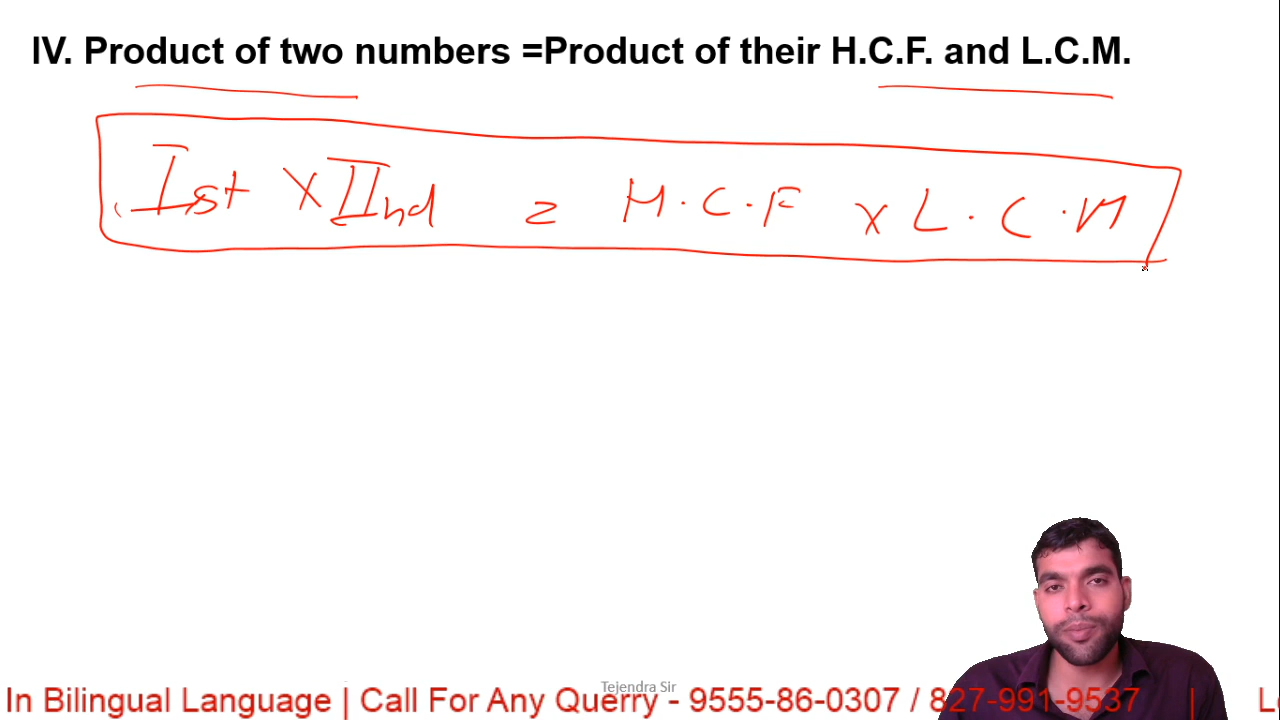 IV. Product of two numbers =Product of their H.C.F. and L.C.M.
Ist X IInd = H.C.F x L.C.M
Tejendra Sir
In Bilingual Language | Call For Any Querry - 9555-86-0307 / 827-991-9537 | L